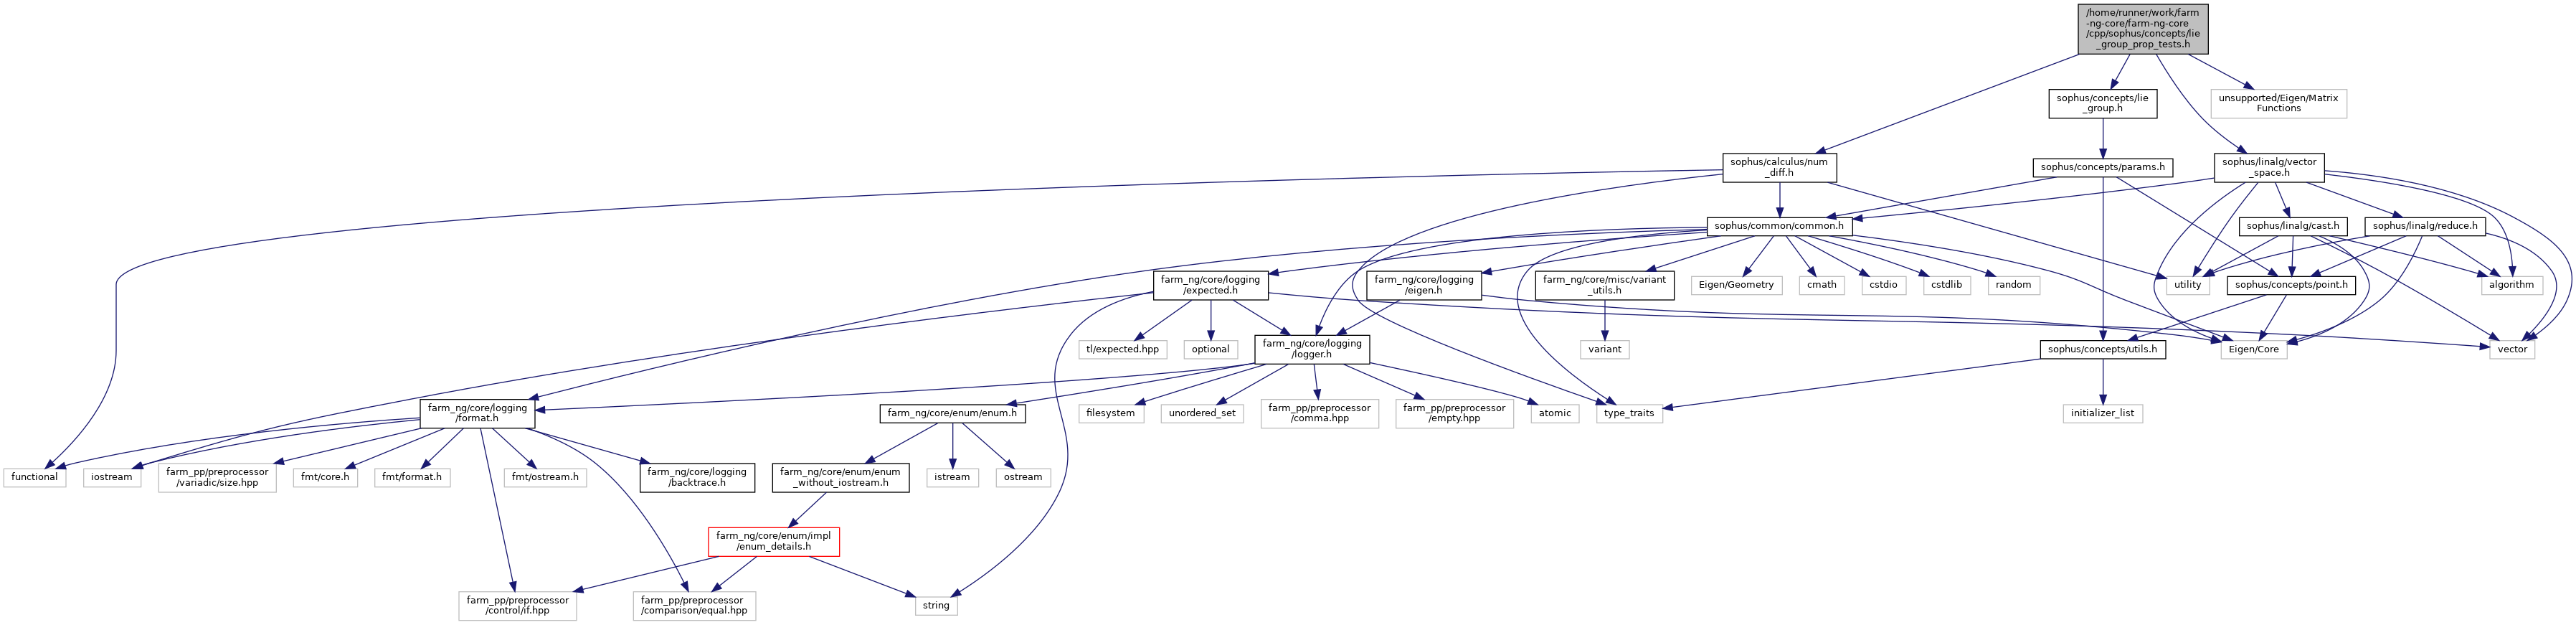 /home/runner/work/farm
-ng-core/farm-ng-core
/cpp/sophus/concepts/lie
_group_prop_tests.h
sophus/concepts/lie
_group.h
unsupported/Eigen/Matrix
Functions
sophus/calculus/num
_diff.h
sophus/concepts/params.h
sophus/linalg/vector
_space.h
sophus/common/common.h
sophus/linalg/cast.h
sophus/linalg/reduce.h
farm_ng/core/logging
/expected.h
farm_ng/core/logging
/eigen.h
farm_ng/core/misc/variant
_utils.h
Eigen/Geometry
cmath
cstdio
cstdlib
random
utility
sophus/concepts/point.h
algorithm
tl/expected.hpp
optional
farm_ng/core/logging
/logger.h
variant
sophus/concepts/utils.h
Eigen/Core
vector
farm_ng/core/logging
/format.h
farm_ng/core/enum/enum.h
filesystem
unordered_set
farm_pp/preprocessor
/comma.hpp
farm_pp/preprocessor
/empty.hpp
atomic
type_traits
initializer_list
functional
iostream
farm_pp/preprocessor
/variadic/size.hpp
fmt/core.h
fmt/format.h
fmt/ostream.h
farm_ng/core/logging
/backtrace.h
farm_ng/core/enum/enum
_without_iostream.h
istream
ostream
farm_ng/core/enum/impl
/enum_details.h
farm_pp/preprocessor
/control/if.hpp
farm_pp/preprocessor
/comparison/equal.hpp
string